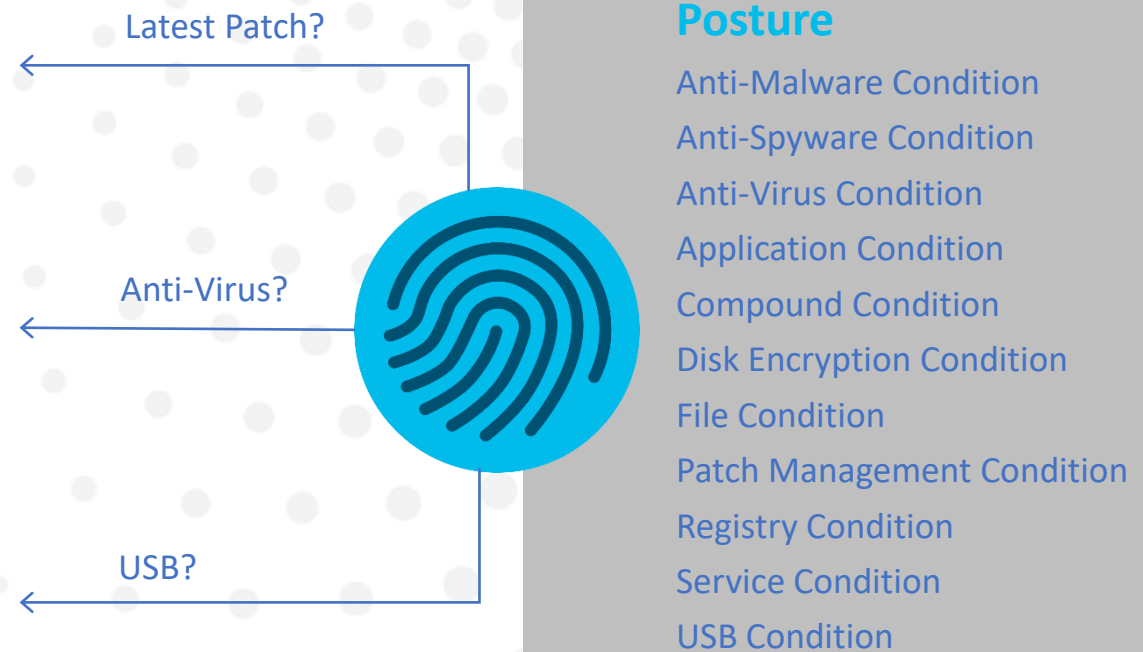 Latest Patch?
Anti-Virus?
USB?
Posture
Anti-Malware Condition
Anti-Spyware Condition
Anti-Virus Condition
Application Condition
Compound Condition
Disk Encryption Condition
File Condition
Patch Management Condition
Registry Condition
Service Condition
USB Condition